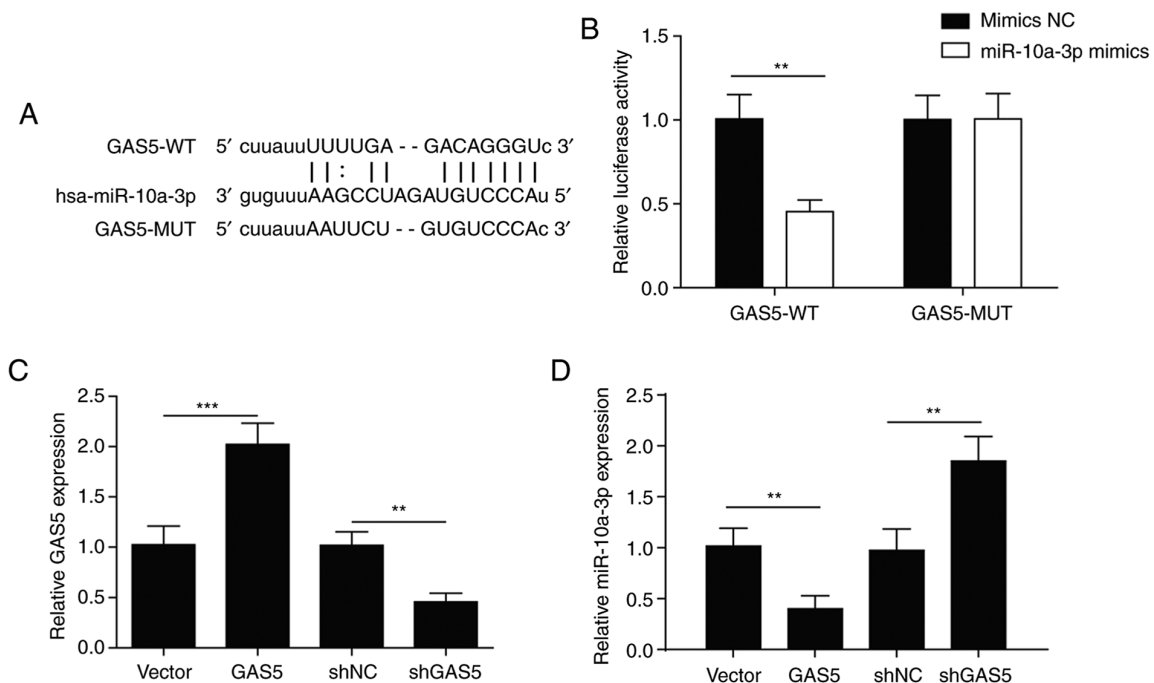 A
GAS5-WT 5′ cuuauuUUUUGA - - GACAGGGUc 3′
hsa-miR-10a-3p 3′ guguuuAAGCCUAGAUGUCCCAu 5′
GAS5-MUT 5′ cuuauuAAUUCU - - GUGUCCCAc 3′
B
Mimics NC
miR-10a-3p mimics
Relative luciferase activity
1.5
1.0
0.5
0.0
**
GAS5-WT GAS5-MUT
C
Relative GAS5 expression
2.5
2.0
1.5
1.0
0.5
0.0
***
**
Vector GAS5 shNC shGAS5
D
Relative miR-10a-3p expression
2.5
2.0
1.5
1.0
0.5
0.0
**
**
Vector GAS5 shNC shGAS5